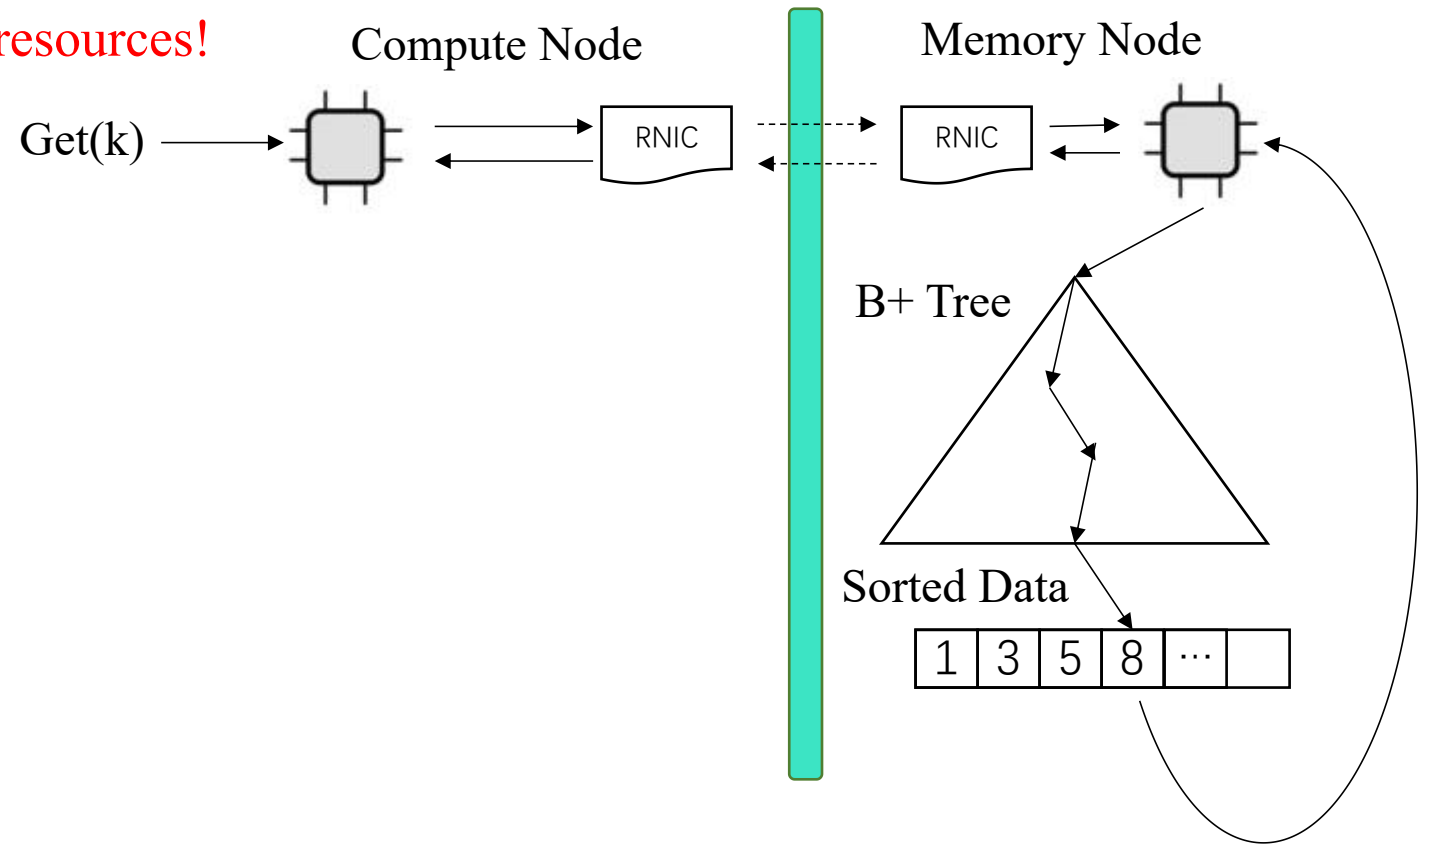 resources!
Compute Node
Memory Node
Get(k)
RNIC
RNIC
B+ Tree
Sorted Data
1 3 5 8 ...